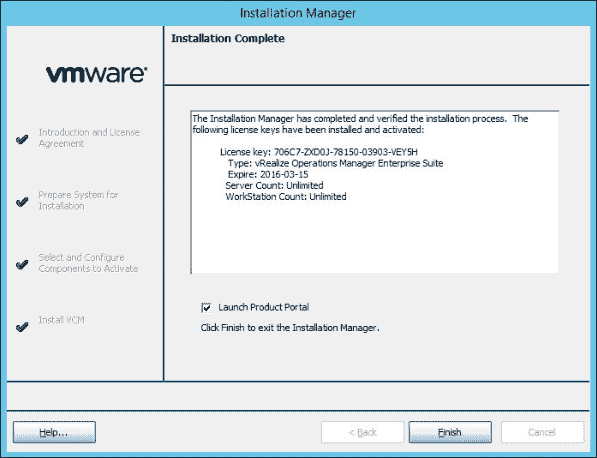 Installation Manager
Installation Complete
vmware
Introduction and License
Agreement
Prepare System for
Installation
Select and Configure
Components to Activate
Install VCM
The Installation Manager has completed and verified the installation process. The
following license keys have been installed and activated:
License key: 706C7-ZXD0J-78150-03903-VEY5H
Type: vRealize Operations Manager Enterprise Suite
Expire: 2016-03-15
Server Count: Unlimited
WorkStation Count: Unlimited
Launch Product Portal
Click Finish to exit the Installation Manager.
Help...
< Back
Finish
Cancel